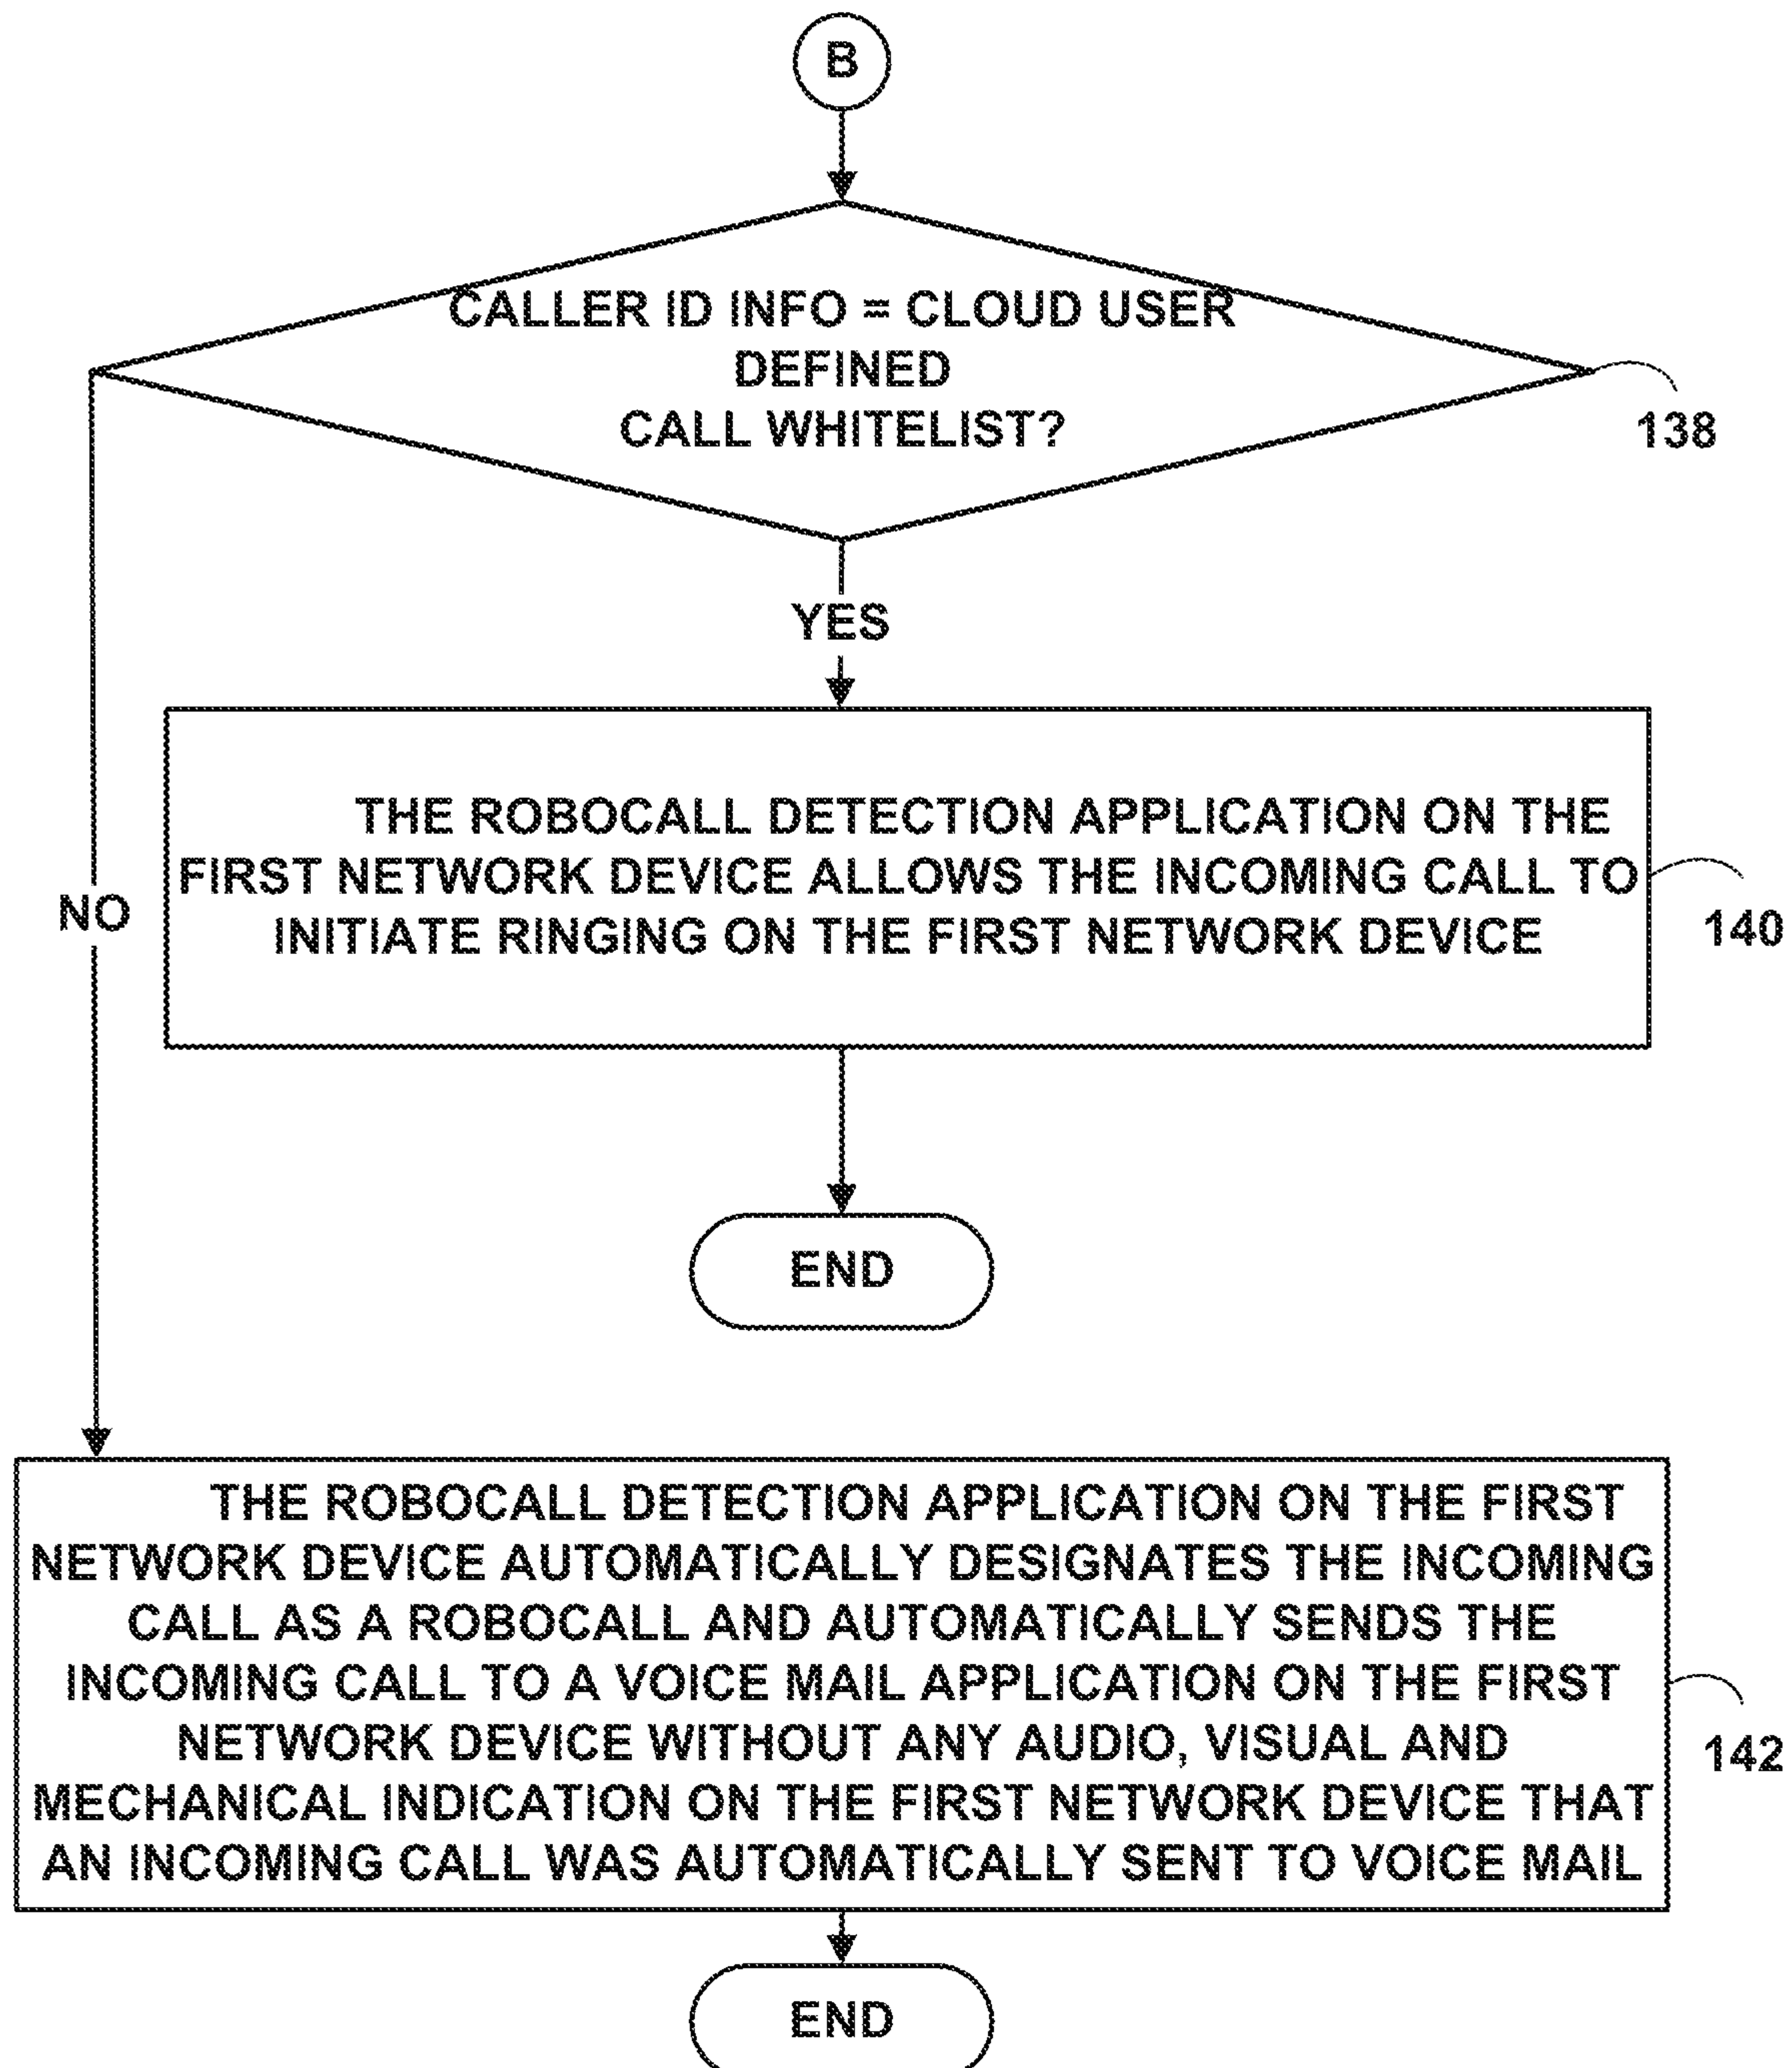 B
CALLER ID INFO = CLOUD USER
DEFINED
CALL WHITELIST?
138
YES
THE ROBOCALL DETECTION APPLICATION ON THE
FIRST NETWORK DEVICE ALLOWS THE INCOMING CALL TO
INITIATE RINGING ON THE FIRST NETWORK DEVICE
140
NO
END
THE ROBOCALL DETECTION APPLICATION ON THE FIRST
NETWORK DEVICE AUTOMATICALLY DESIGNATES THE INCOMING
CALL AS A ROBOCALL AND AUTOMATICALLY SENDS THE
INCOMING CALL TO A VOICE MAIL APPLICATION ON THE FIRST
NETWORK DEVICE WITHOUT ANY AUDIO, VISUAL AND
MECHANICAL INDICATION ON THE FIRST NETWORK DEVICE THAT
AN INCOMING CALL WAS AUTOMATICALLY SENT TO VOICE MAIL
142
END